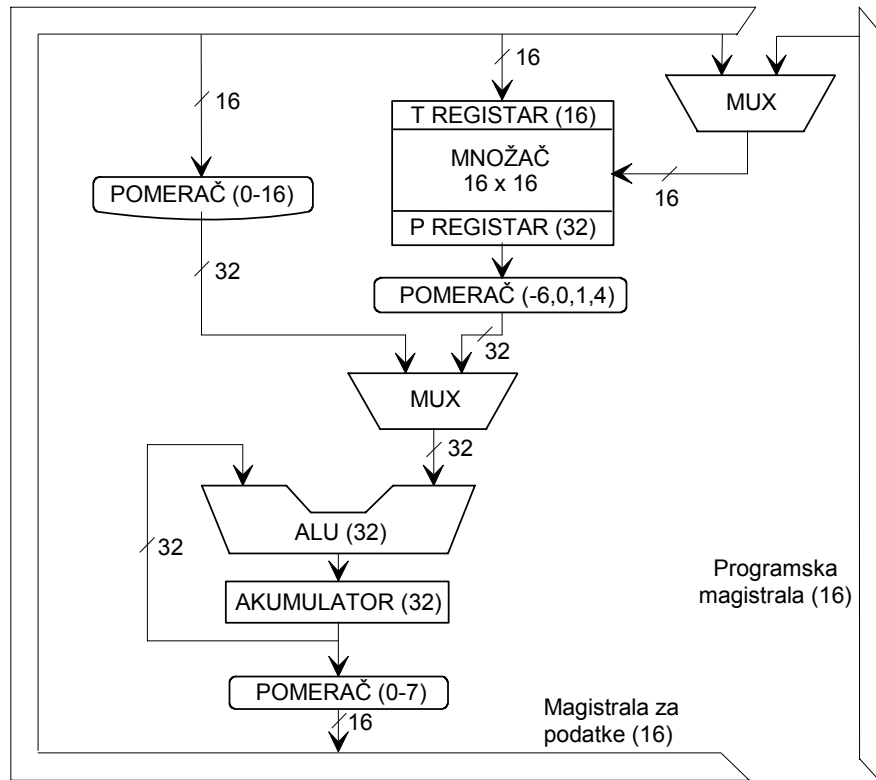 16
16
16
MUX
T REGISTAR (16)
MNOŽAČ
16 x 16
P REGISTAR (32)
POMERAČ (0-16)
32
POMERAČ (-6,0,1,4)
32
MUX
32
ALU (32)
32
AKUMULATOR (32)
POMERAČ (0-7)
16
Programska
magistrala (16)
Magistrala za
podatke (16)